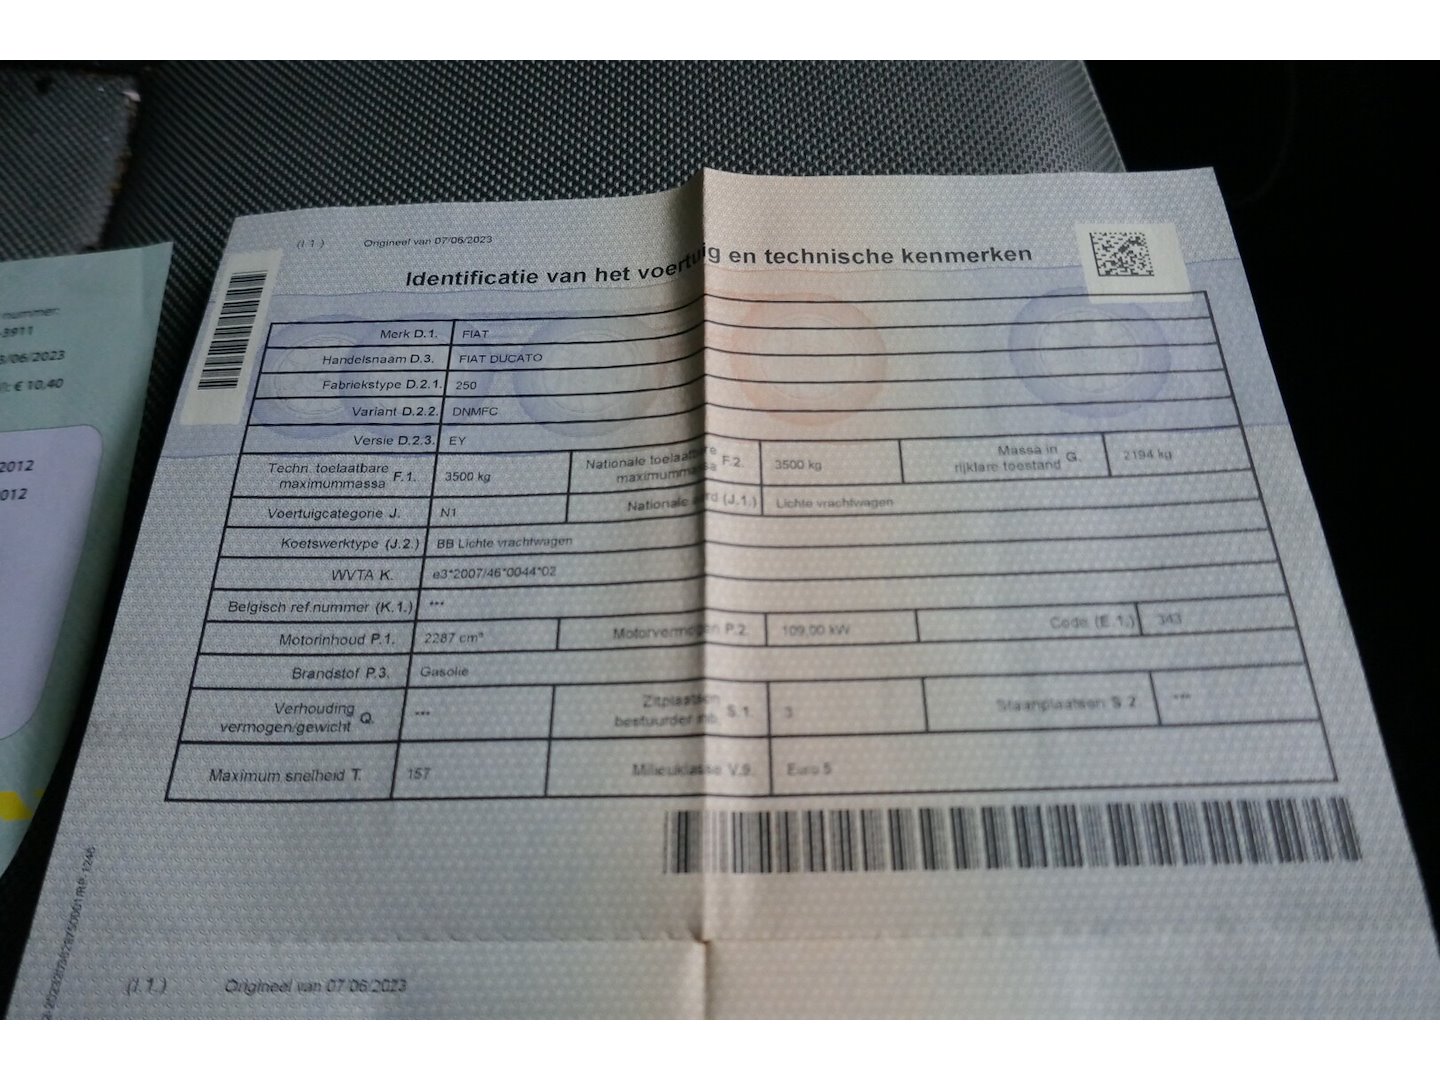 (I.1.) Origineel van 07/06/2023
Identificatie van het voertuig en technische kenmerken
nummer:
-3911
/06/2023
€ 10,40
2012
012
Merk D.1. FIAT
Handelsnaam D.3. FIAT DUCATO
Fabriekstype D.2.1. 250
Variant D.2.2. DNMFC
Versie D.2.3. EY
Techn. toelaatbare maximummassa F.1. 3500 kg Nationale toelaatbare maximummassa F.2. 3500 kg Massa in rijklare toestand G. 2194 kg
Voertuigcategorie J. N1 Nationale aard (J.1.) Lichte vrachtwagen
Koetswerktype (J.2.) BB Lichte vrachtwagen
WVTA K. e3*2007/46*0044*02
Belgisch ref.nummer (K.1.) ***
Motorinhoud P.1. 2287 cm³ Motorvermogen P.2. 109,00 kW Code (E.1.) 343
Brandstof P.3. Gasolie
Verhouding vermogen/gewicht Q. *** Zitplaatsen bestuurder inb. S.1. 3 Staanplaatsen S.2 ***
Maximum snelheid T. 157 Milieuklasse V.9. Euro 5
(I.1.) Origineel van 07/06/2023